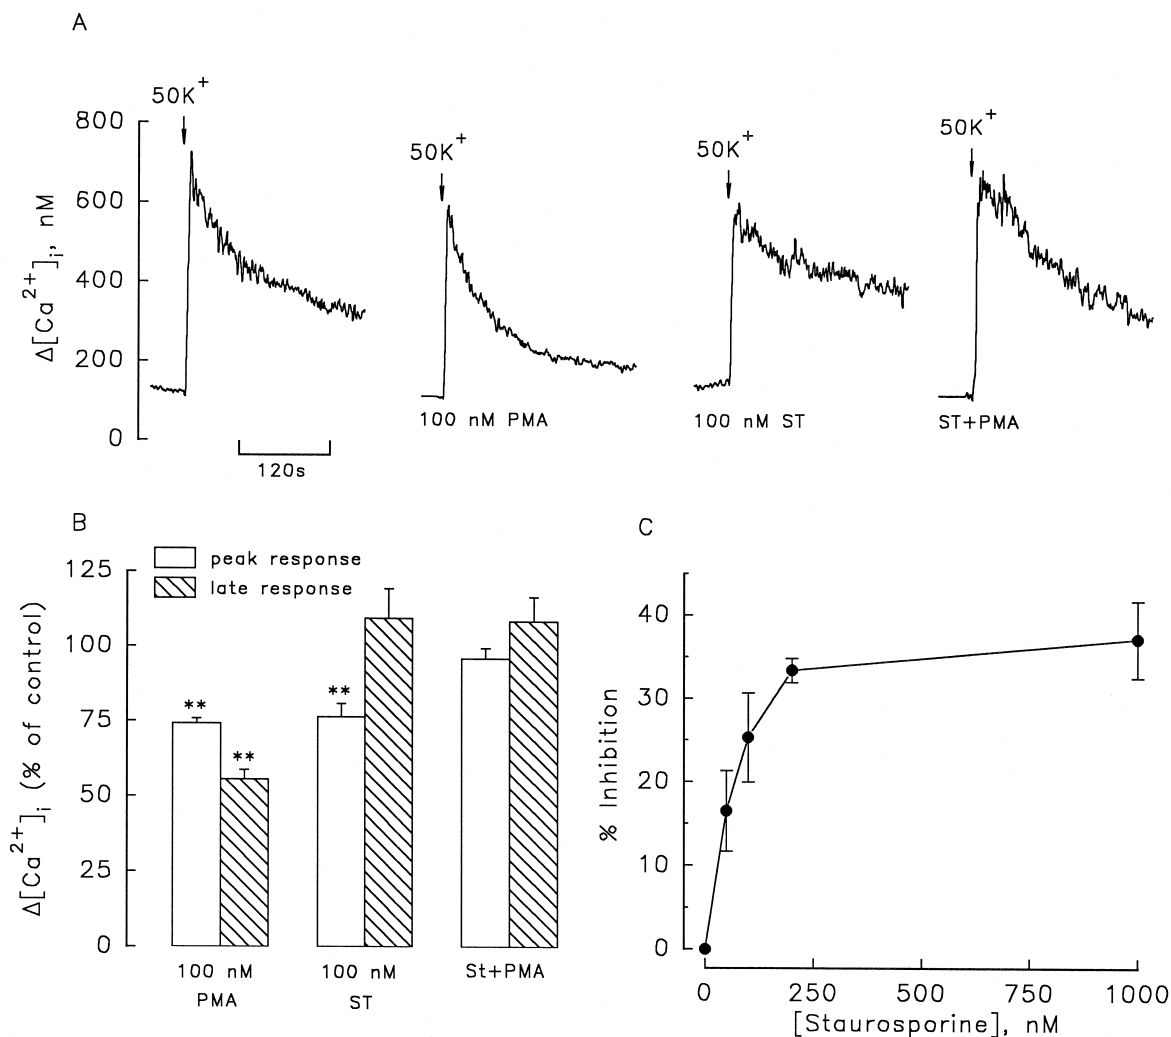 A
50K+
50K+
50K+
50K+
800
600
400
200
0
Δ[Ca2+]i, nM
100 nM PMA
100 nM ST
ST+PMA
120s
B
peak response
late response
125
100
75
50
25
0
Δ[Ca2+]i (% of control)
**
**
**
100 nM
PMA
100 nM
ST
St+PMA
C
40
30
20
10
0
% Inhibition
0
250
500
750
1000
[Staurosporine], nM